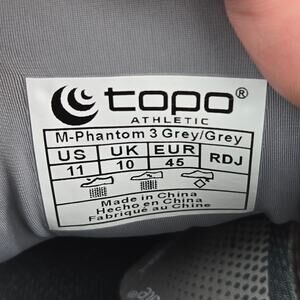 topo®
ATHLETIC
M-Phantom 3 Grey/Grey
US UK EUR RDJ
11 10 45
Made in China
Hecho en China
Fabriqué au Chine